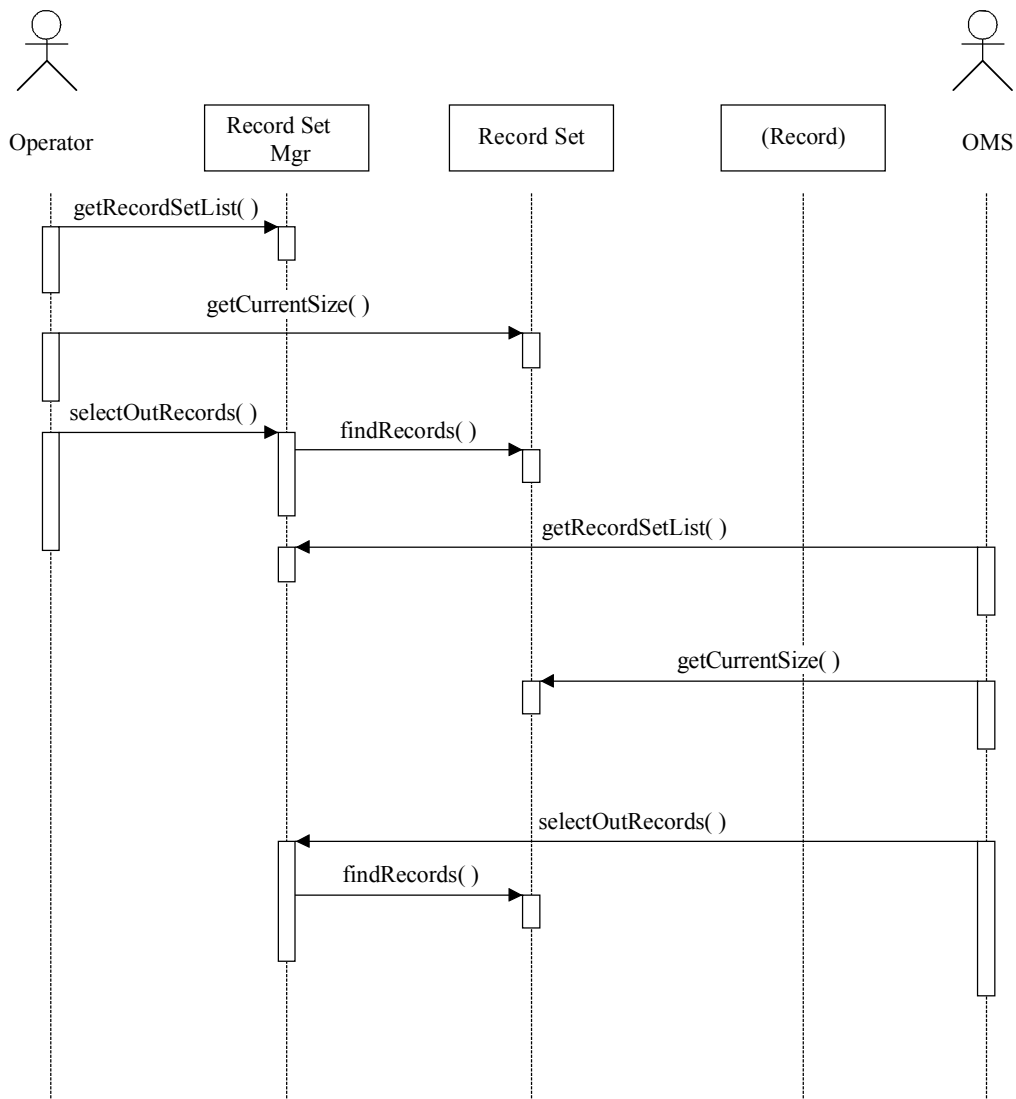 Operator
Record Set
Mgr
Record Set
(Record)
OMS
getRecordSetList( )
getCurrentSize( )
selectOutRecords( )
findRecords( )
getRecordSetList( )
getCurrentSize( )
selectOutRecords( )
findRecords( )